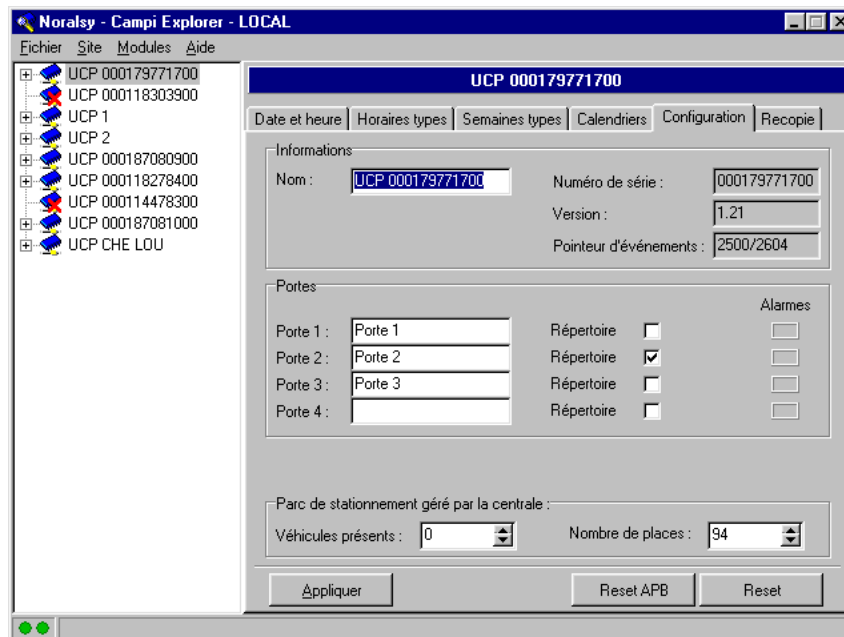 Noralsy - Campi Explorer - LOCAL
Fichier Site Modules Aide
UCP 000179771700
UCP 000118303900
UCP 1
UCP 2
UCP 000187080900
UCP 000118278400
UCP 000114478300
UCP 000187081000
UCP CHE LOU
UCP 000179771700
Date et heure Horaires types Semaines types Calendriers Configuration Recopie
Informations
Nom : UCP 000179771700 Numéro de série : 000179771700
Version : 1.21
Pointeur d'événements : 2500/2604
Portes
Alarmes
Porte 1 : Porte 1 Répertoire
Porte 2 : Porte 2 Répertoire
Porte 3 : Porte 3 Répertoire
Porte 4 : Répertoire
Parc de stationnement géré par la centrale :
Véhicules présents : 0 Nombre de places : 94
Appliquer Reset APB Reset